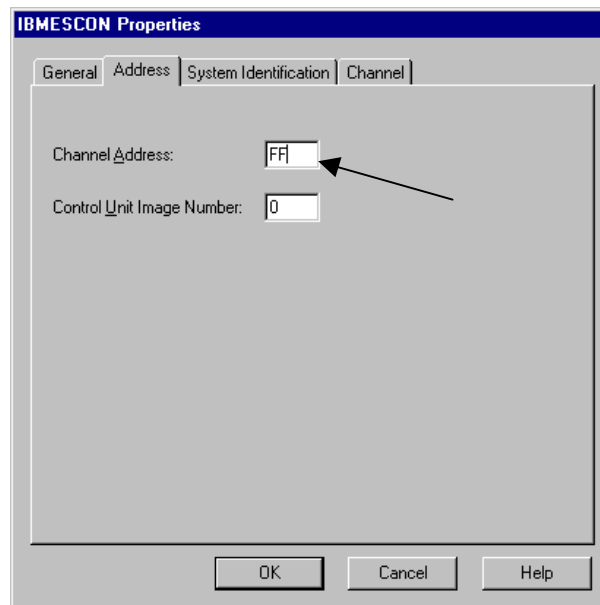 IBMESCON Properties
General Address System Identification Channel
Channel Address: FF
Control Unit Image Number: 0
OK Cancel Help